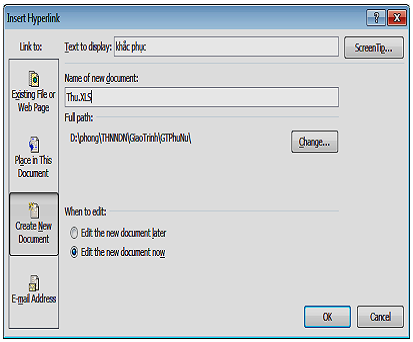 Insert Hyperlink
Link to:
Text to display: khắc phục
ScreenTip...
Existing File or
Web Page
Name of new document:
Thu.XLS
Full path:
D:\phong\THNNDN\GiaoTrinh\GTPhuNu\
Change...
Place in This
Document
Create New
Document
When to edit:
Edit the new document later
Edit the new document now
E-mail Address
OK
Cancel